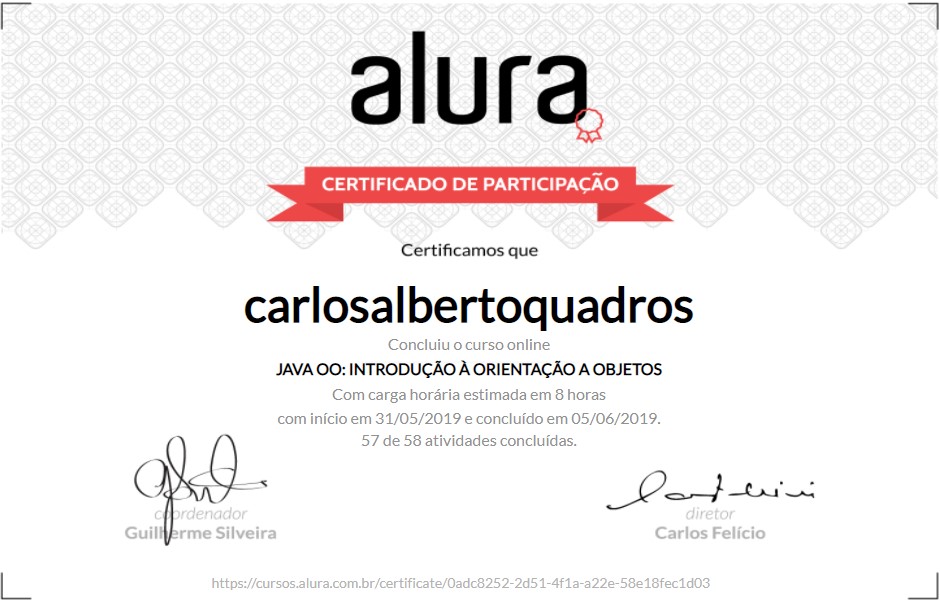 alura
CERTIFICADO DE PARTICIPAÇÃO
Certificamos que
carlosalbertoquadros
Concluiu o curso online
JAVA OO: INTRODUÇÃO À ORIENTAÇÃO A OBJETOS
Com carga horária estimada em 8 horas
com início em 31/05/2019 e concluído em 05/06/2019.
57 de 58 atividades concluídas.
coordenador
Guilherme Silveira
diretor
Carlos Felício
https://cursos.alura.com.br/certificate/0adc8252-2d51-4f1a-a22e-58e18fec1d03